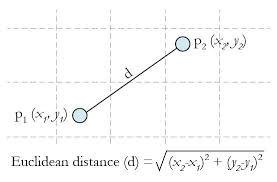 p₂ (x₂,y₂)
d
p₁ (x₁,y₁)
Euclidean distance (d) = √(x₂-x₁)² + (y₂-y₁)²